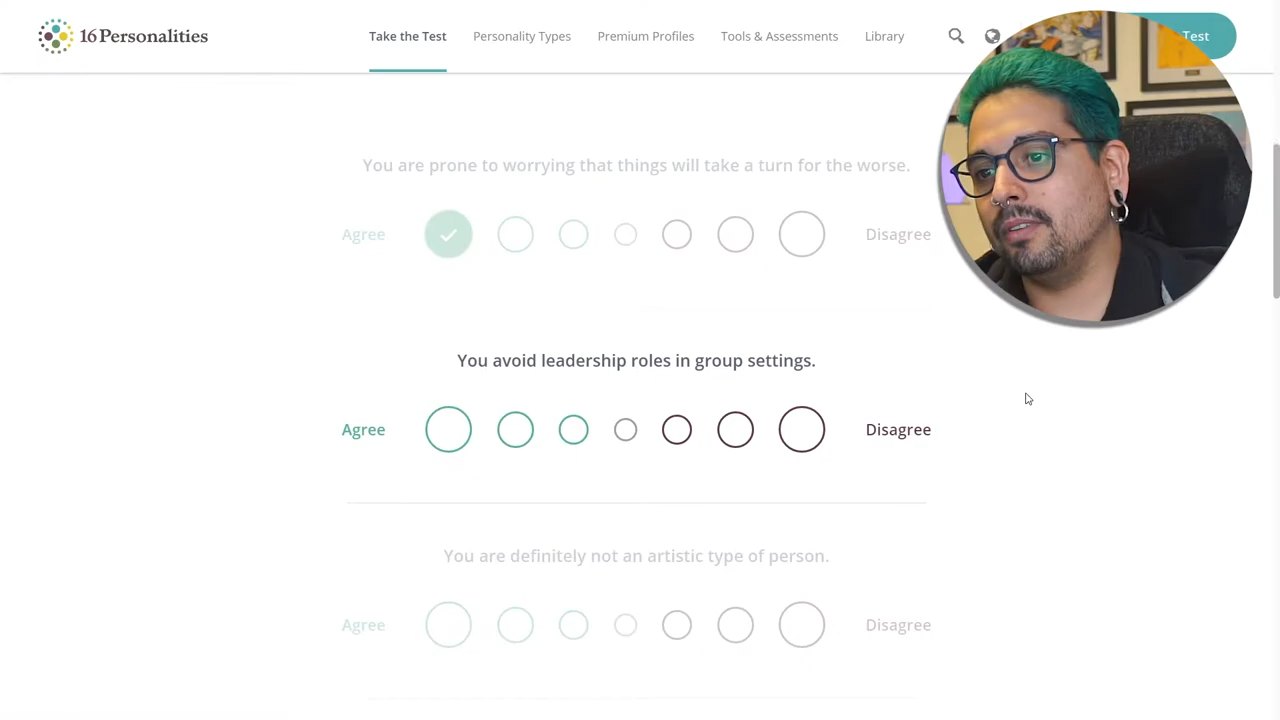 16Personalities
Take the Test
Personality Types
Premium Profiles
Tools & Assessments
Library
Test
You are prone to worrying that things will take a turn for the worse.
Agree
Disagree
You avoid leadership roles in group settings.
Agree
Disagree
You are definitely not an artistic type of person.
Agree
Disagree